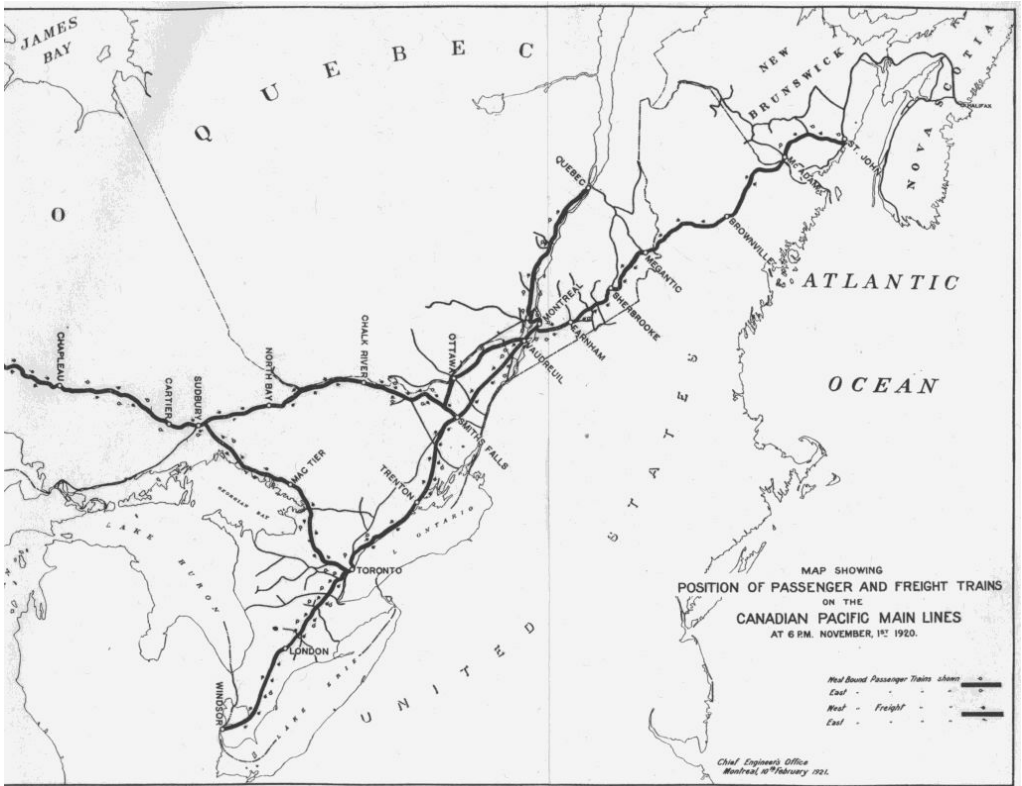 JAMES
BAY
QUEBEC
NEW
BRUNSWICK
NOVA SCOTIA
HALIFAX
ST. JOHN
MC ADAM
BROWNVILLE
MEGANTIC
SHERBROOKE
FARNHAM
QUEBEC
MONTREAL
VAUDREUIL
OTTAWA
SMITHS FALLS
CHALK RIVER
NORTH BAY
SUDBURY
CARTIER
CHAPLEAU
O
MAC TIER
TRENTON
TORONTO
LONDON
WINDSOR
GEORGIAN BAY
LAKE HURON
L. ONTARIO
LAKE ERIE
UNITED
STATES
ATLANTIC
OCEAN
MAP SHOWING
POSITION OF PASSENGER AND FREIGHT TRAINS
ON THE
CANADIAN PACIFIC MAIN LINES
AT 6 P.M. NOVEMBER, 1ST 1920.
West Bound Passenger Trains shown
East - - - -
West - Freight - -
East - - - -
Chief Engineer's Office
Montreal, 10th February 1921.